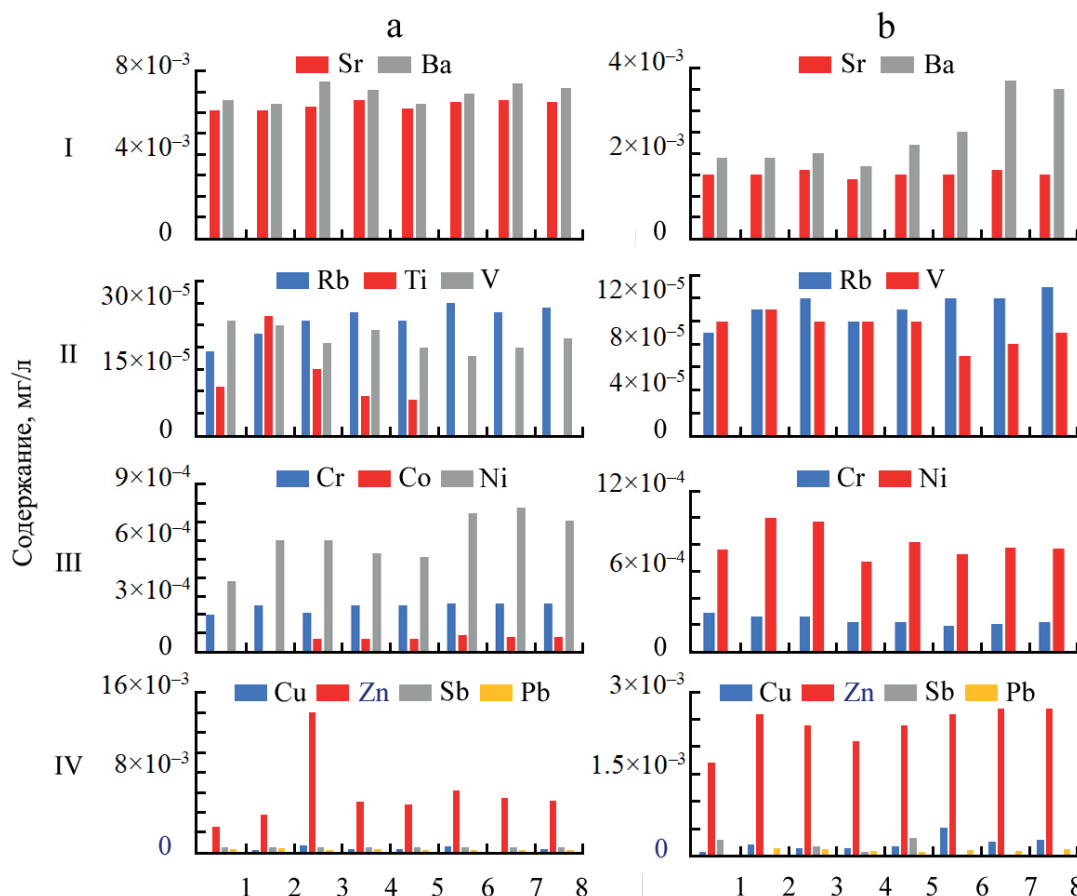 a b
Sr Ba
Sr Ba
I
8×10⁻³
4×10⁻³
0
4×10⁻³
2×10⁻³
0
Rb Ti V
Rb V
II
30×10⁻⁵
15×10⁻⁵
0
12×10⁻⁵
8×10⁻⁵
4×10⁻⁵
0
Содержание, мг/л
Cr Co Ni
Cr Ni
III
9×10⁻⁴
6×10⁻⁴
3×10⁻⁴
0
12×10⁻⁴
6×10⁻⁴
0
Cu Zn Sb Pb
Cu Zn Sb Pb
IV
16×10⁻³
8×10⁻³
0
3×10⁻³
1.5×10⁻³
0
1 2 3 4 5 6 7 8
1 2 3 4 5 6 7 8